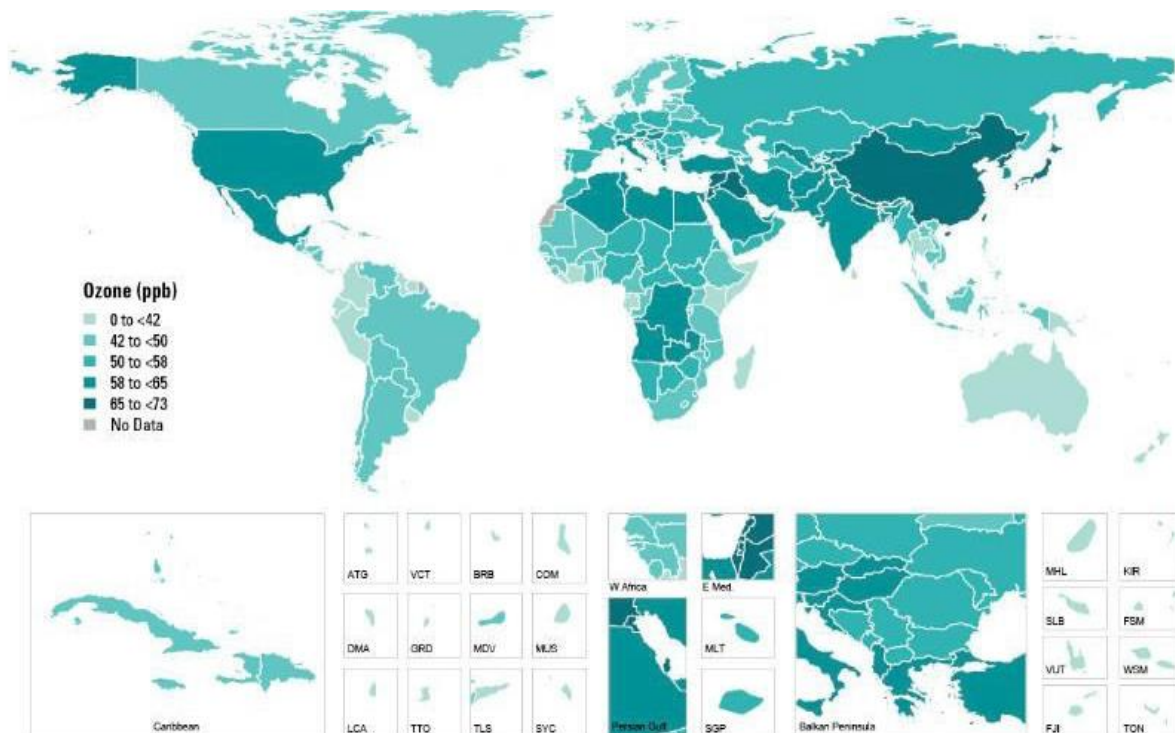 Ozone (ppb)
0 to <42
42 to <50
50 to <58
58 to <65
65 to <73
No Data
Caribbean
ATG
VCT
BRB
COM
DMA
GRD
MDV
MUS
LCA
TTO
TLS
SYC
W Africa
E Med.
Persian Gulf
MLT
SGP
Balkan Peninsula
MHL
KIR
SLB
FSM
VUT
WSM
FJI
TON